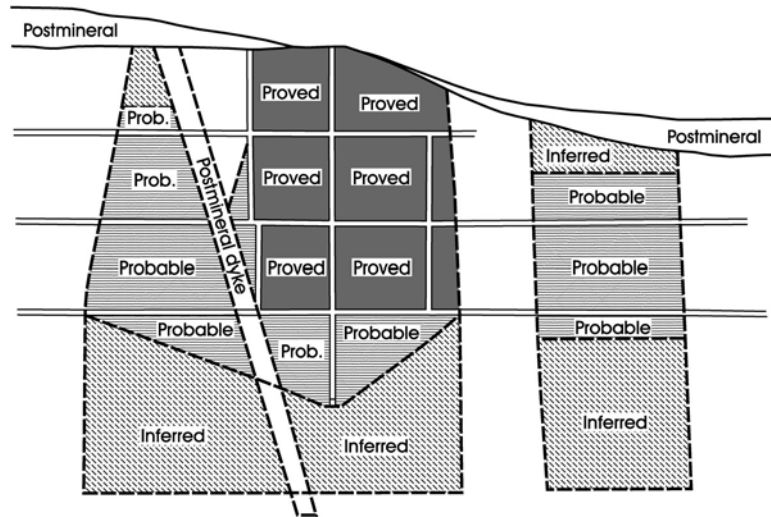 Postmineral
Proved
Proved
Prob.
Postmineral
Inferred
Prob.
Proved
Proved
Probable
Postmineral dyke
Probable
Proved
Proved
Probable
Probable
Probable
Probable
Prob.
Inferred
Inferred
Inferred